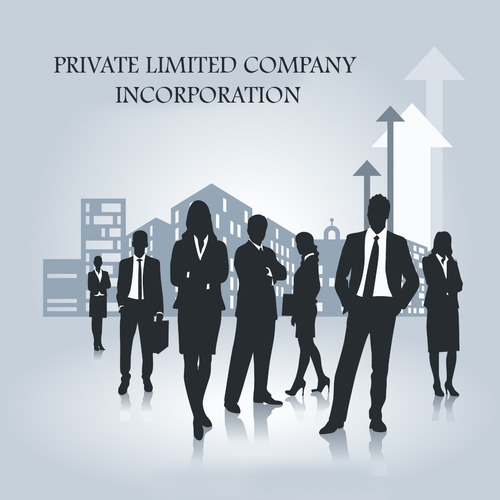 PRIVATE LIMITED COMPANY
INCORPORATION